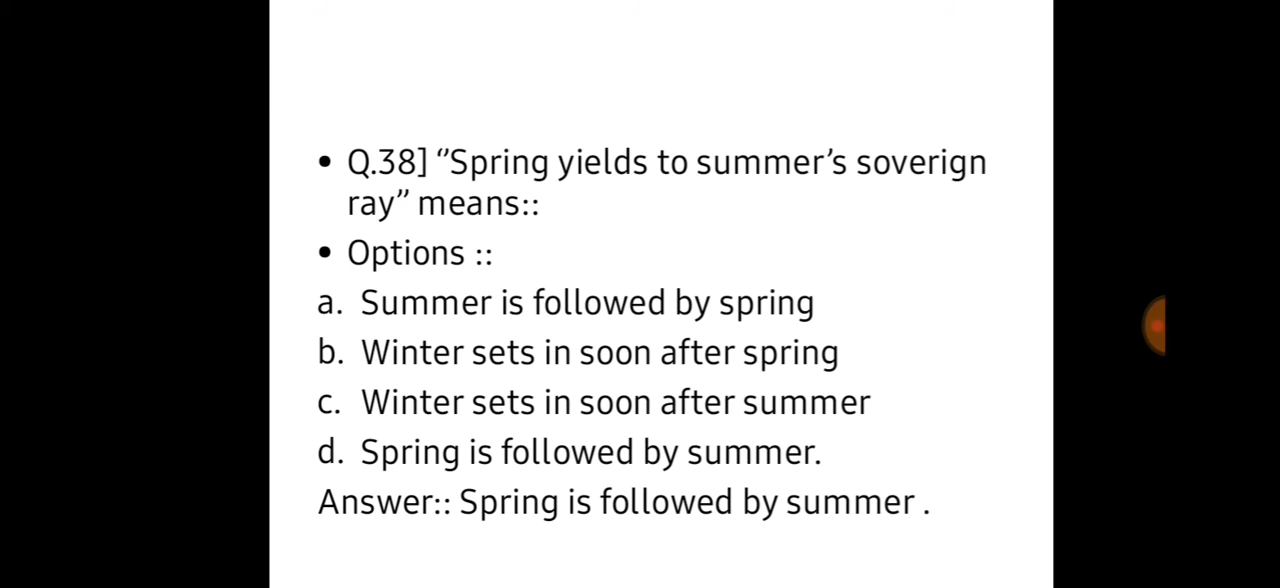 • Q.38] “Spring yields to summer’s soverign
ray” means::
• Options ::
a. Summer is followed by spring
b. Winter sets in soon after spring
c. Winter sets in soon after summer
d. Spring is followed by summer.
Answer:: Spring is followed by summer .